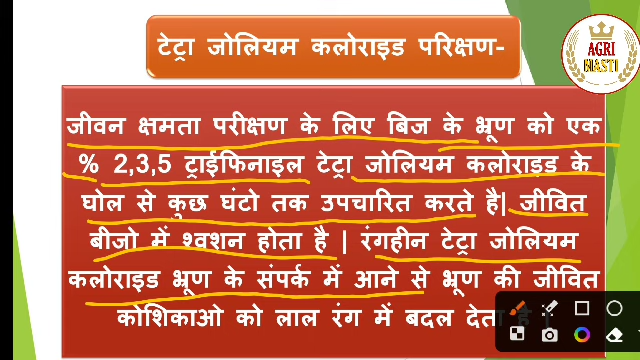 टेट्रा जोलियम कलोराइड परिक्षण-
AGRI
MASTI
जीवन क्षमता परीक्षण के लिए बिज के भ्रूण को एक
% 2,3,5 ट्राईफिनाइल टेट्रा जोलियम कलोराइड के
घोल से कुछ घंटो तक उपचारित करते है|जीवित
बीजो में श्वशन होता है | रंगहीन टेट्रा जोलियम
कलोराइड भ्रूण के संपर्क में आने से भ्रूण की जीवित
कोशिकाओ को लाल रंग में बदल देता